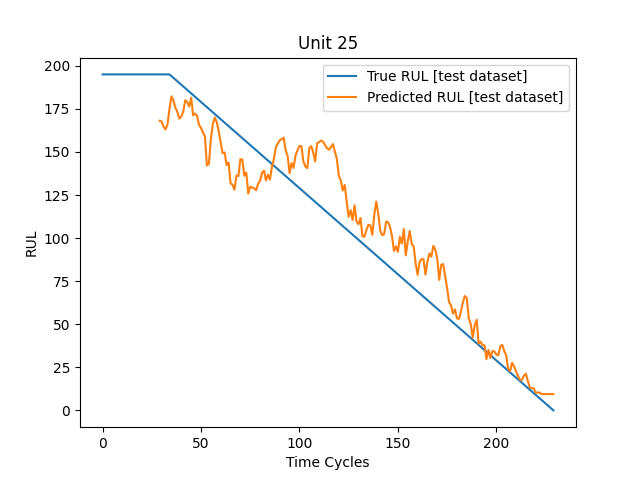 Unit 25
True RUL [test dataset]
Predicted RUL [test dataset]
200
175
150
125
100
75
50
25
0
RUL
0 50 100 150 200
Time Cycles